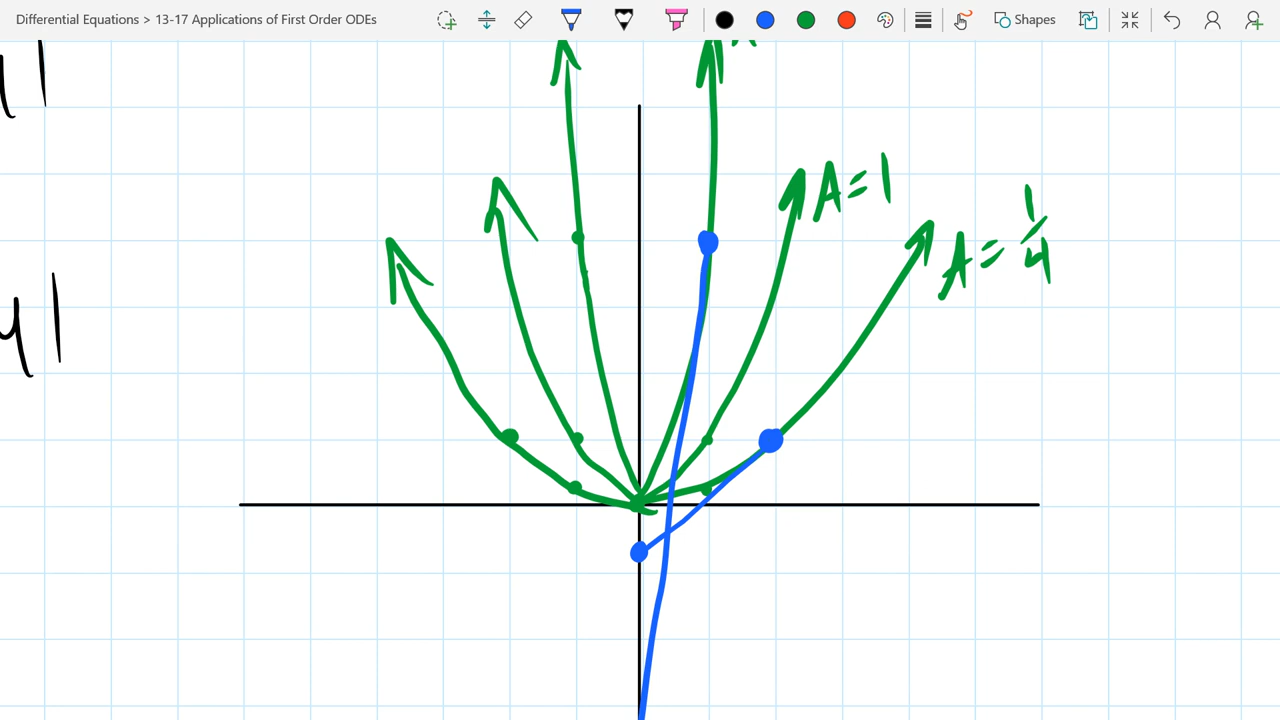 Differential Equations > 13-17 Applications of First Order ODEs
Shapes
A=1
A=1/4
y|
y|